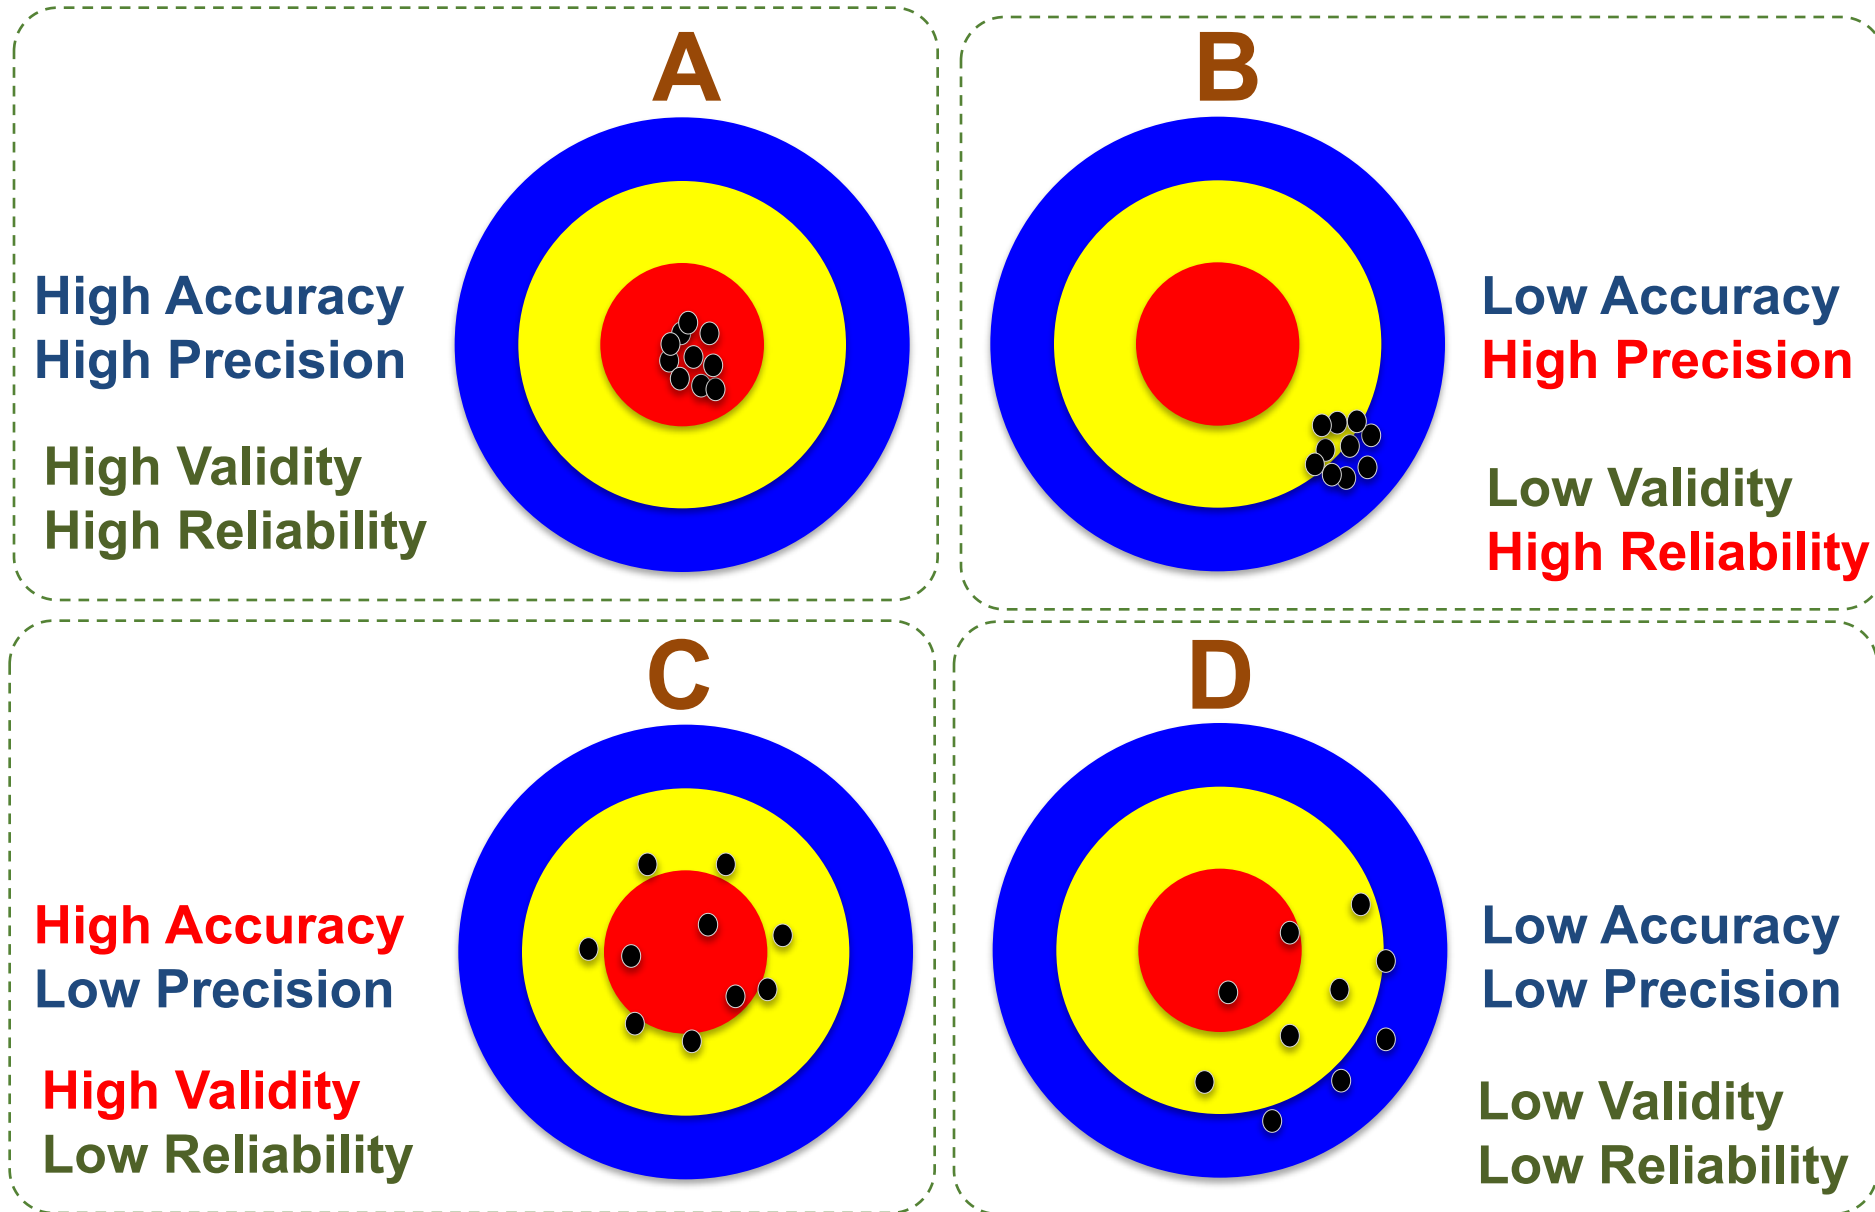 A
High Accuracy
High Precision
High Validity
High Reliability
B
Low Accuracy
High Precision
Low Validity
High Reliability
C
High Accuracy
Low Precision
High Validity
Low Reliability
D
Low Accuracy
Low Precision
Low Validity
Low Reliability